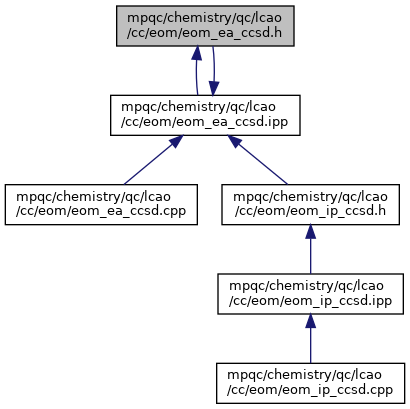 mpqc/chemistry/qc/lcao
/cc/eom/eom_ea_ccsd.h
mpqc/chemistry/qc/lcao
/cc/eom/eom_ea_ccsd.ipp
mpqc/chemistry/qc/lcao
/cc/eom/eom_ea_ccsd.cpp
mpqc/chemistry/qc/lcao
/cc/eom/eom_ip_ccsd.h
mpqc/chemistry/qc/lcao
/cc/eom/eom_ip_ccsd.ipp
mpqc/chemistry/qc/lcao
/cc/eom/eom_ip_ccsd.cpp